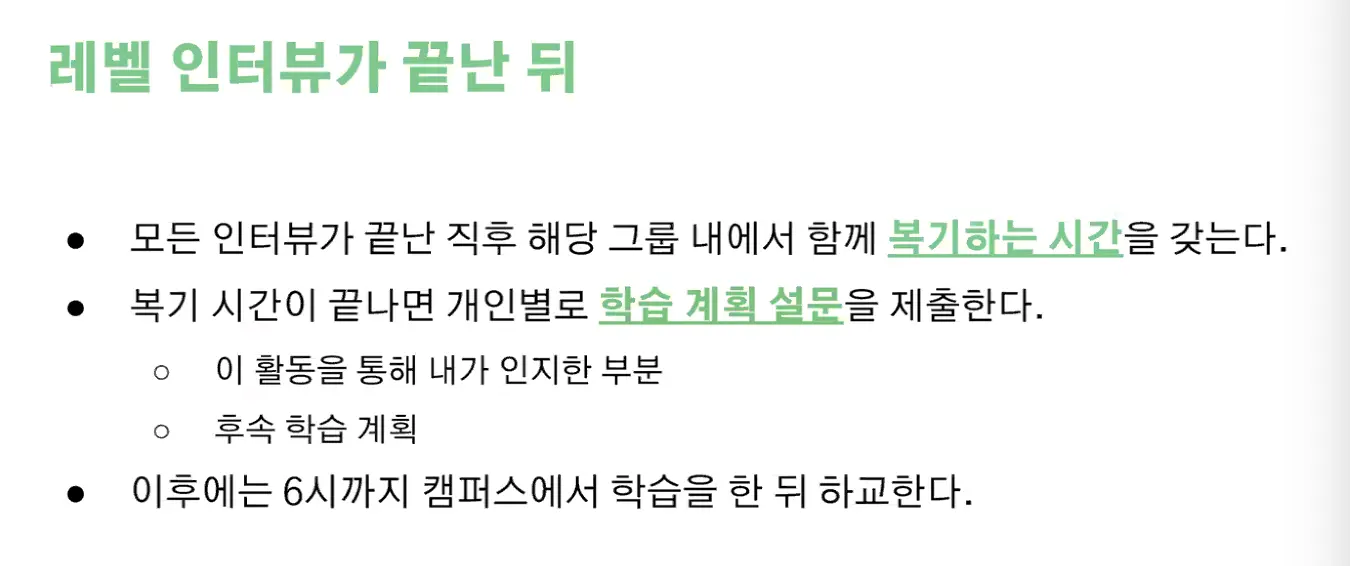 레벨 인터뷰가 끝난 뒤
● 모든 인터뷰가 끝난 직후 해당 그룹 내에서 함께 복기하는 시간을 갖는다.
● 복기 시간이 끝나면 개인별로 학습 계획 설문을 제출한다.
○ 이 활동을 통해 내가 인지한 부분
○ 후속 학습 계획
● 이후에는 6시까지 캠퍼스에서 학습을 한 뒤 하교한다.